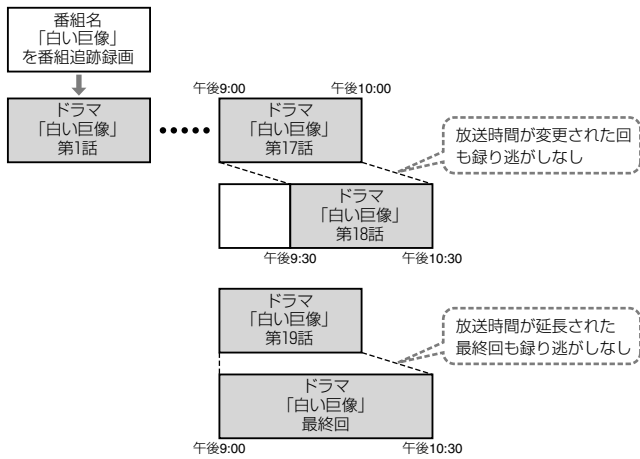 番組名
「白い巨像」
を番組追跡録画
ドラマ
「白い巨像」
第1話
午後9:00
午後10:00
ドラマ
「白い巨像」
第17話
放送時間が変更された回
も録り逃がしなし
ドラマ
「白い巨像」
第18話
午後9:30
午後10:30
ドラマ
「白い巨像」
第19話
放送時間が延長された
最終回も録り逃がしなし
ドラマ
「白い巨像」
最終回
午後9:00
午後10:30